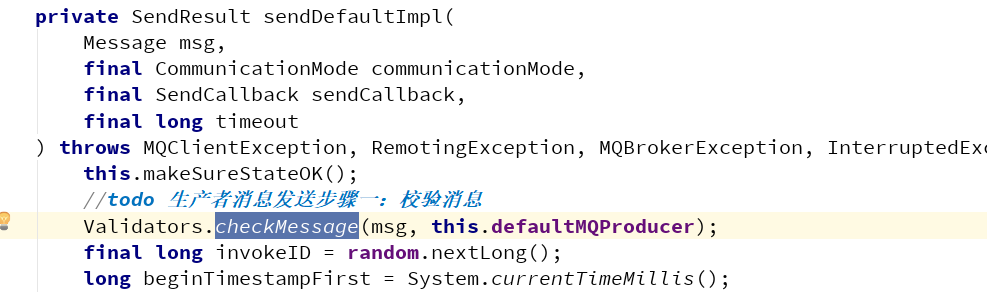 private SendResult sendDefaultImpl(
Message msg,
final CommunicationMode communicationMode,
final SendCallback sendCallback,
final long timeout
) throws MQClientException, RemotingException, MQBrokerException, InterruptedExc
this.makeSureStateOK();
//todo 生产者消息发送步骤一：校验消息
Validators.checkMessage(msg, this.defaultMQProducer);
final long invokeID = random.nextLong();
long beginTimestampFirst = System.currentTimeMillis();